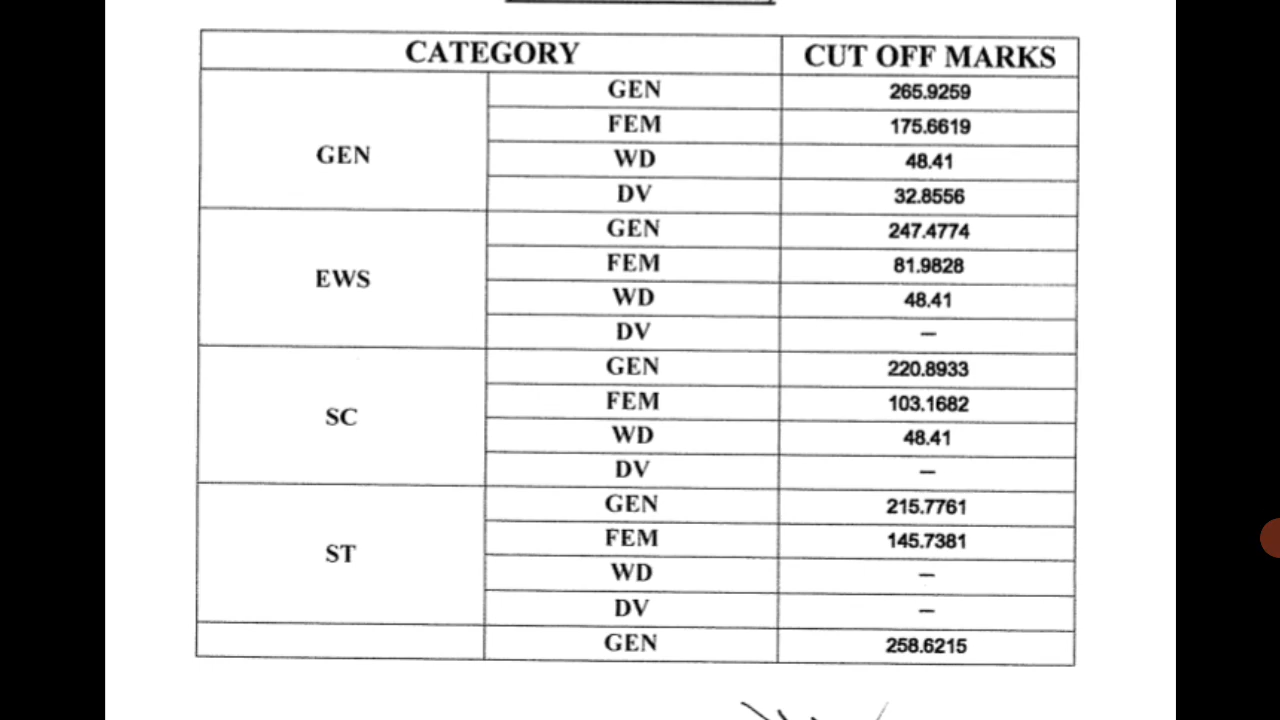 CATEGORY CUT OFF MARKS
GEN GEN 265.9259
FEM 175.6619
WD 48.41
DV 32.8556
EWS GEN 247.4774
FEM 81.9828
WD 48.41
DV –
SC GEN 220.8933
FEM 103.1682
WD 48.41
DV –
ST GEN 215.7761
FEM 145.7381
WD –
DV –
GEN 258.6215